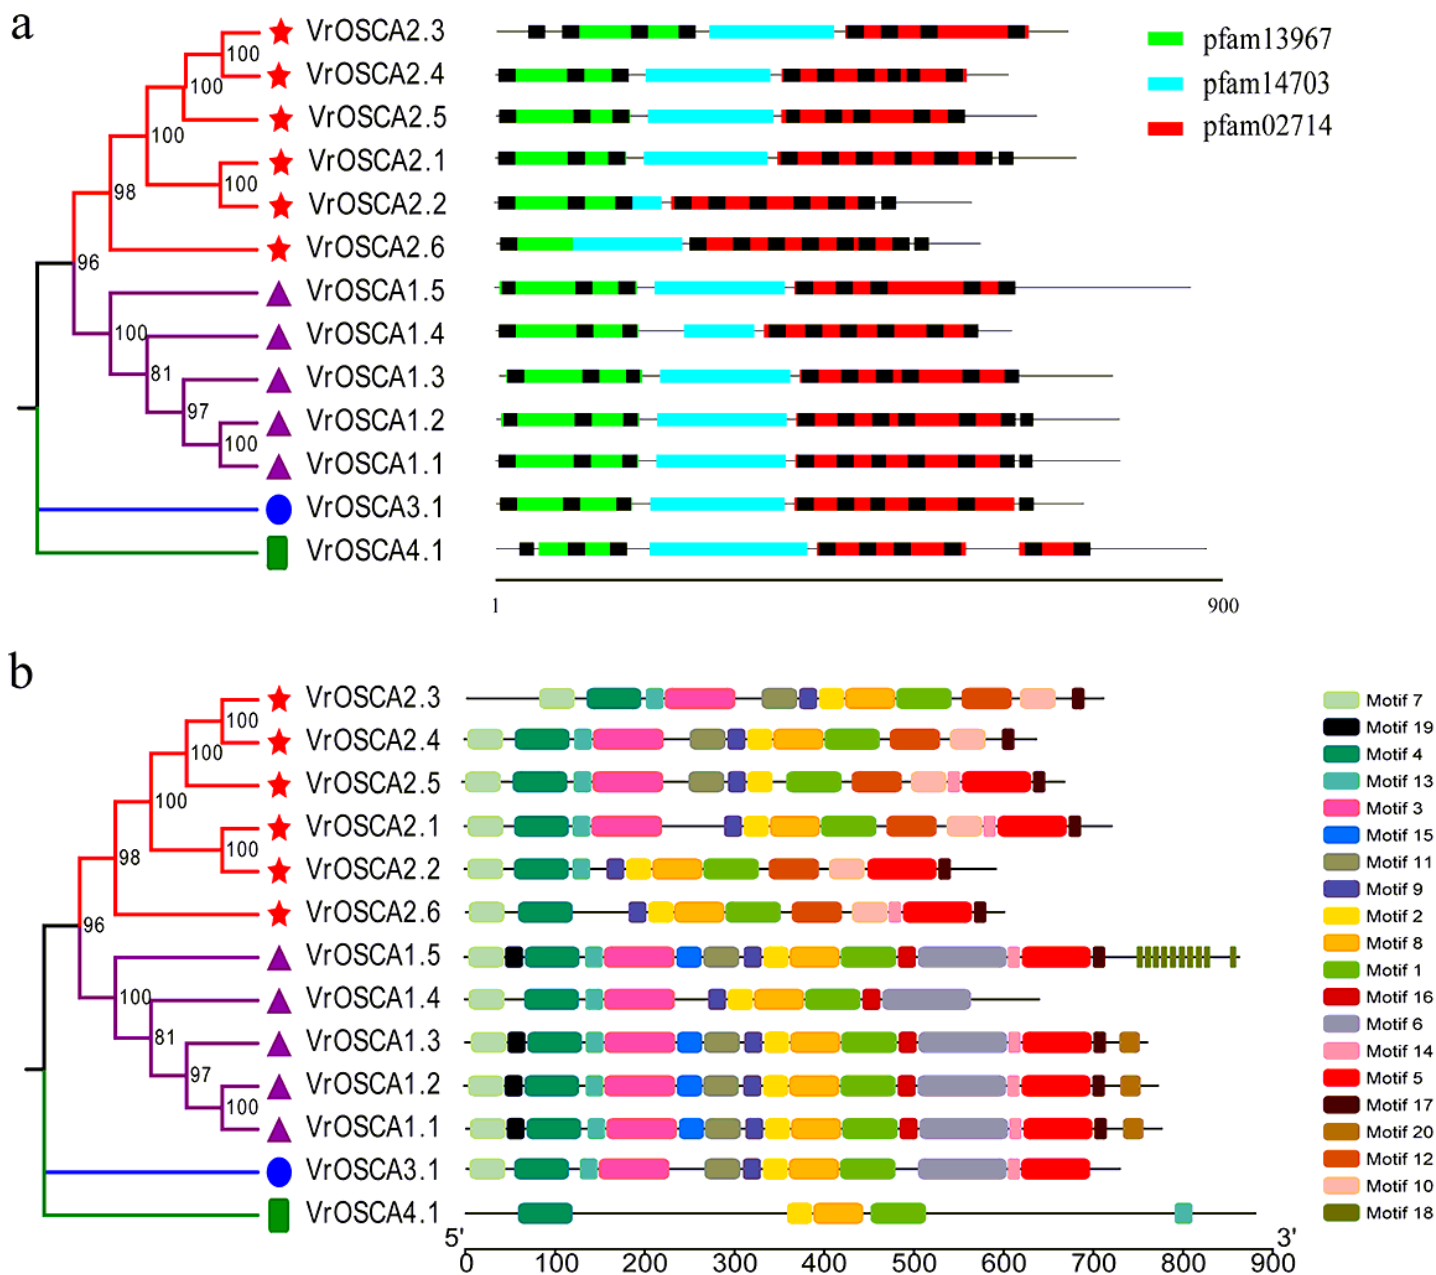 a
VrOSCA2.3
VrOSCA2.4
VrOSCA2.5
VrOSCA2.1
VrOSCA2.2
VrOSCA2.6
VrOSCA1.5
VrOSCA1.4
VrOSCA1.3
VrOSCA1.2
VrOSCA1.1
VrOSCA3.1
VrOSCA4.1
100
100
100
100
98
96
100
81
97
100
pfam13967
pfam14703
pfam02714
1 900
b
VrOSCA2.3
VrOSCA2.4
VrOSCA2.5
VrOSCA2.1
VrOSCA2.2
VrOSCA2.6
VrOSCA1.5
VrOSCA1.4
VrOSCA1.3
VrOSCA1.2
VrOSCA1.1
VrOSCA3.1
VrOSCA4.1
100
100
100
100
98
96
100
81
97
100
Motif 7
Motif 19
Motif 4
Motif 13
Motif 3
Motif 15
Motif 11
Motif 9
Motif 2
Motif 8
Motif 1
Motif 16
Motif 6
Motif 14
Motif 5
Motif 17
Motif 20
Motif 12
Motif 10
Motif 18
5' 3'
0 100 200 300 400 500 600 700 800 900